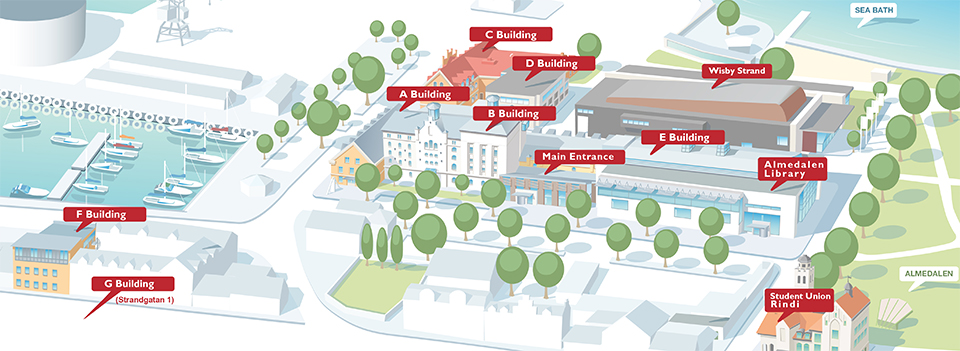 SEA BATH
C Building
D Building
Wisby Strand
A Building
B Building
E Building
Main Entrance
Almedalen
Library
F Building
G Building
(Strandgatan 1)
ALMEDALEN
Student Union
Rindi